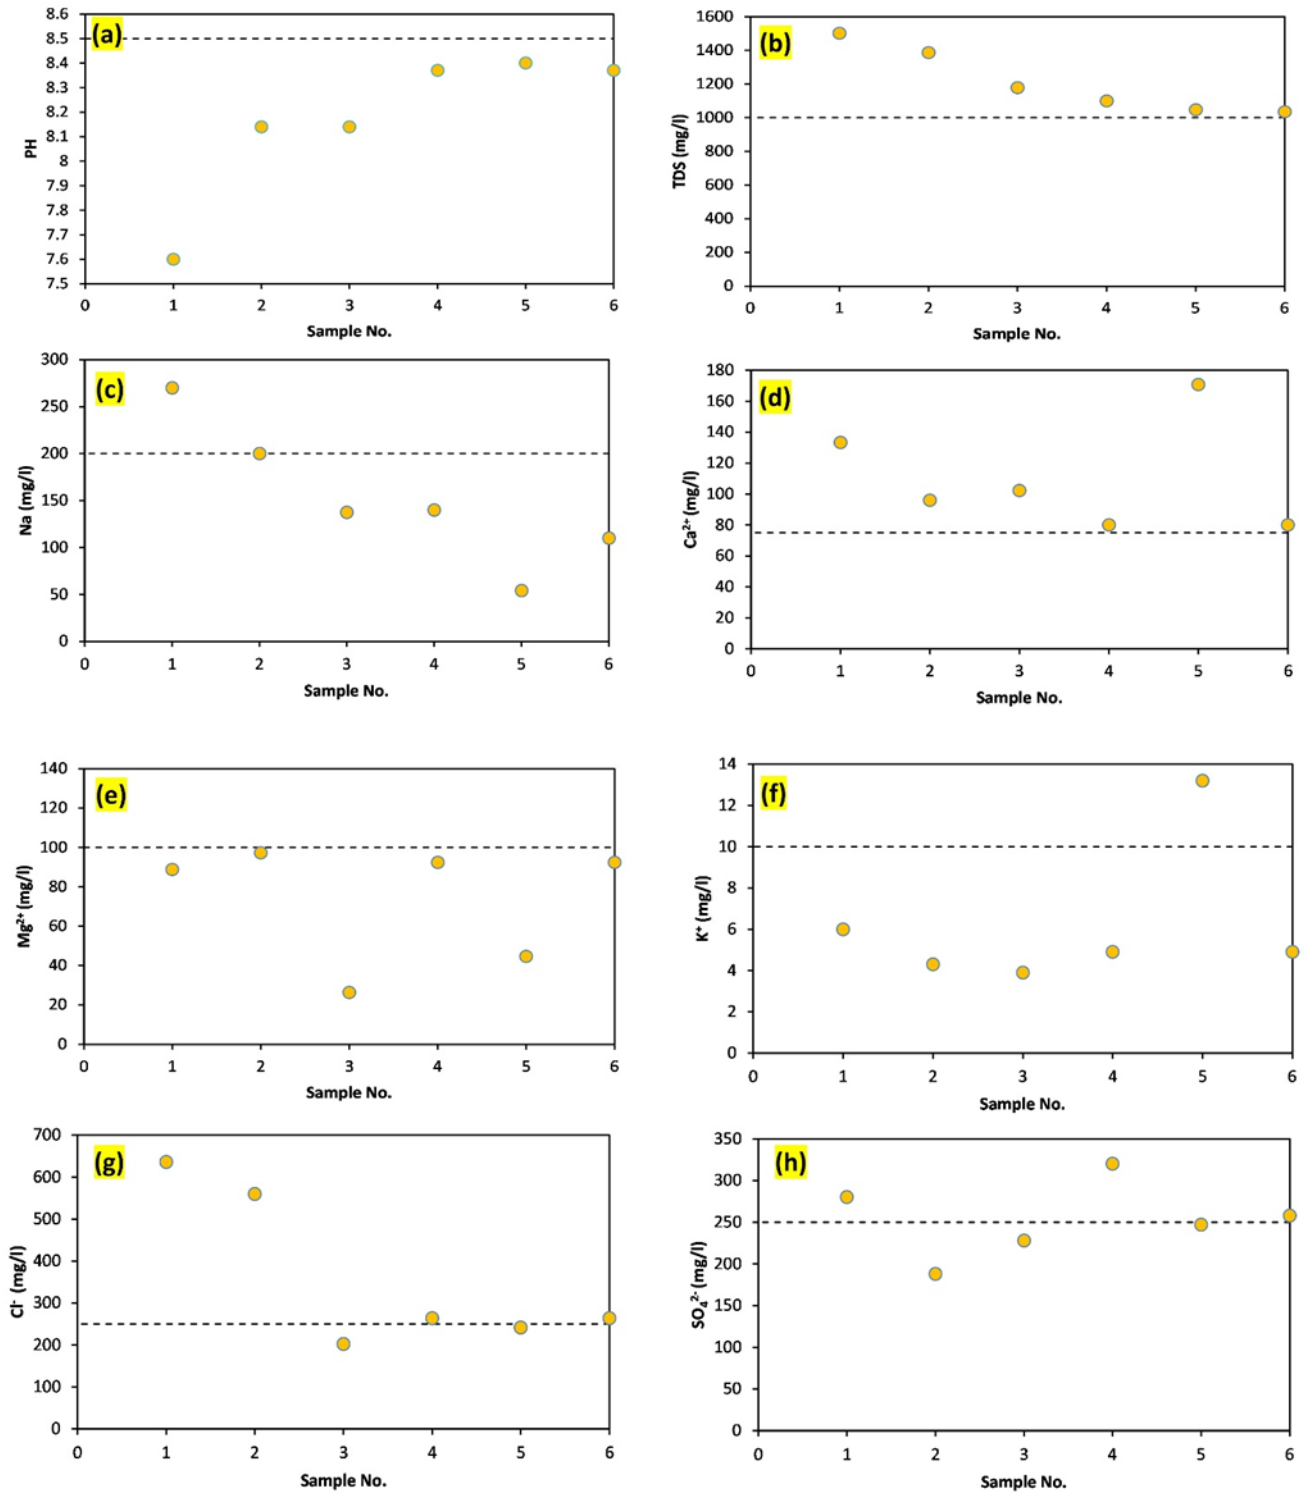 (a)
PH
8.6
8.5
8.4
8.3
8.2
8.1
8
7.9
7.8
7.7
7.6
7.5
0 1 2 3 4 5 6
Sample No.
(b)
TDS (mg/l)
1600
1400
1200
1000
800
600
400
200
0
0 1 2 3 4 5 6
Sample No.
(c)
Na (mg/l)
300
250
200
150
100
50
0
0 1 2 3 4 5 6
Sample No.
(d)
Ca²⁺ (mg/l)
180
160
140
120
100
80
60
40
20
0
0 1 2 3 4 5 6
Sample No.
(e)
Mg²⁺ (mg/l)
140
120
100
80
60
40
20
0
0 1 2 3 4 5 6
Sample No.
(f)
K⁺ (mg/l)
14
12
10
8
6
4
2
0
0 1 2 3 4 5 6
Sample No.
(g)
Cl⁻ (mg/l)
700
600
500
400
300
200
100
0
0 1 2 3 4 5 6
Sample No.
(h)
SO₄²⁻ (mg/l)
350
300
250
200
150
100
50
0
0 1 2 3 4 5 6
Sample No.